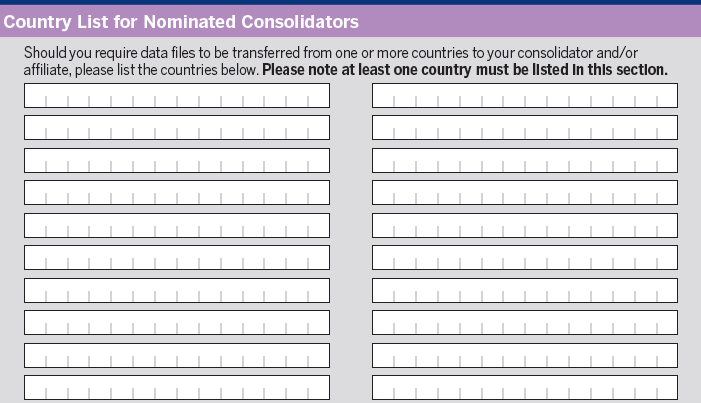 Country List for Nominated Consolidators
Should you require data files to be transferred from one or more countries to your consolidator and/or
affiliate, please list the countries below. Please note at least one country must be listed in this section.